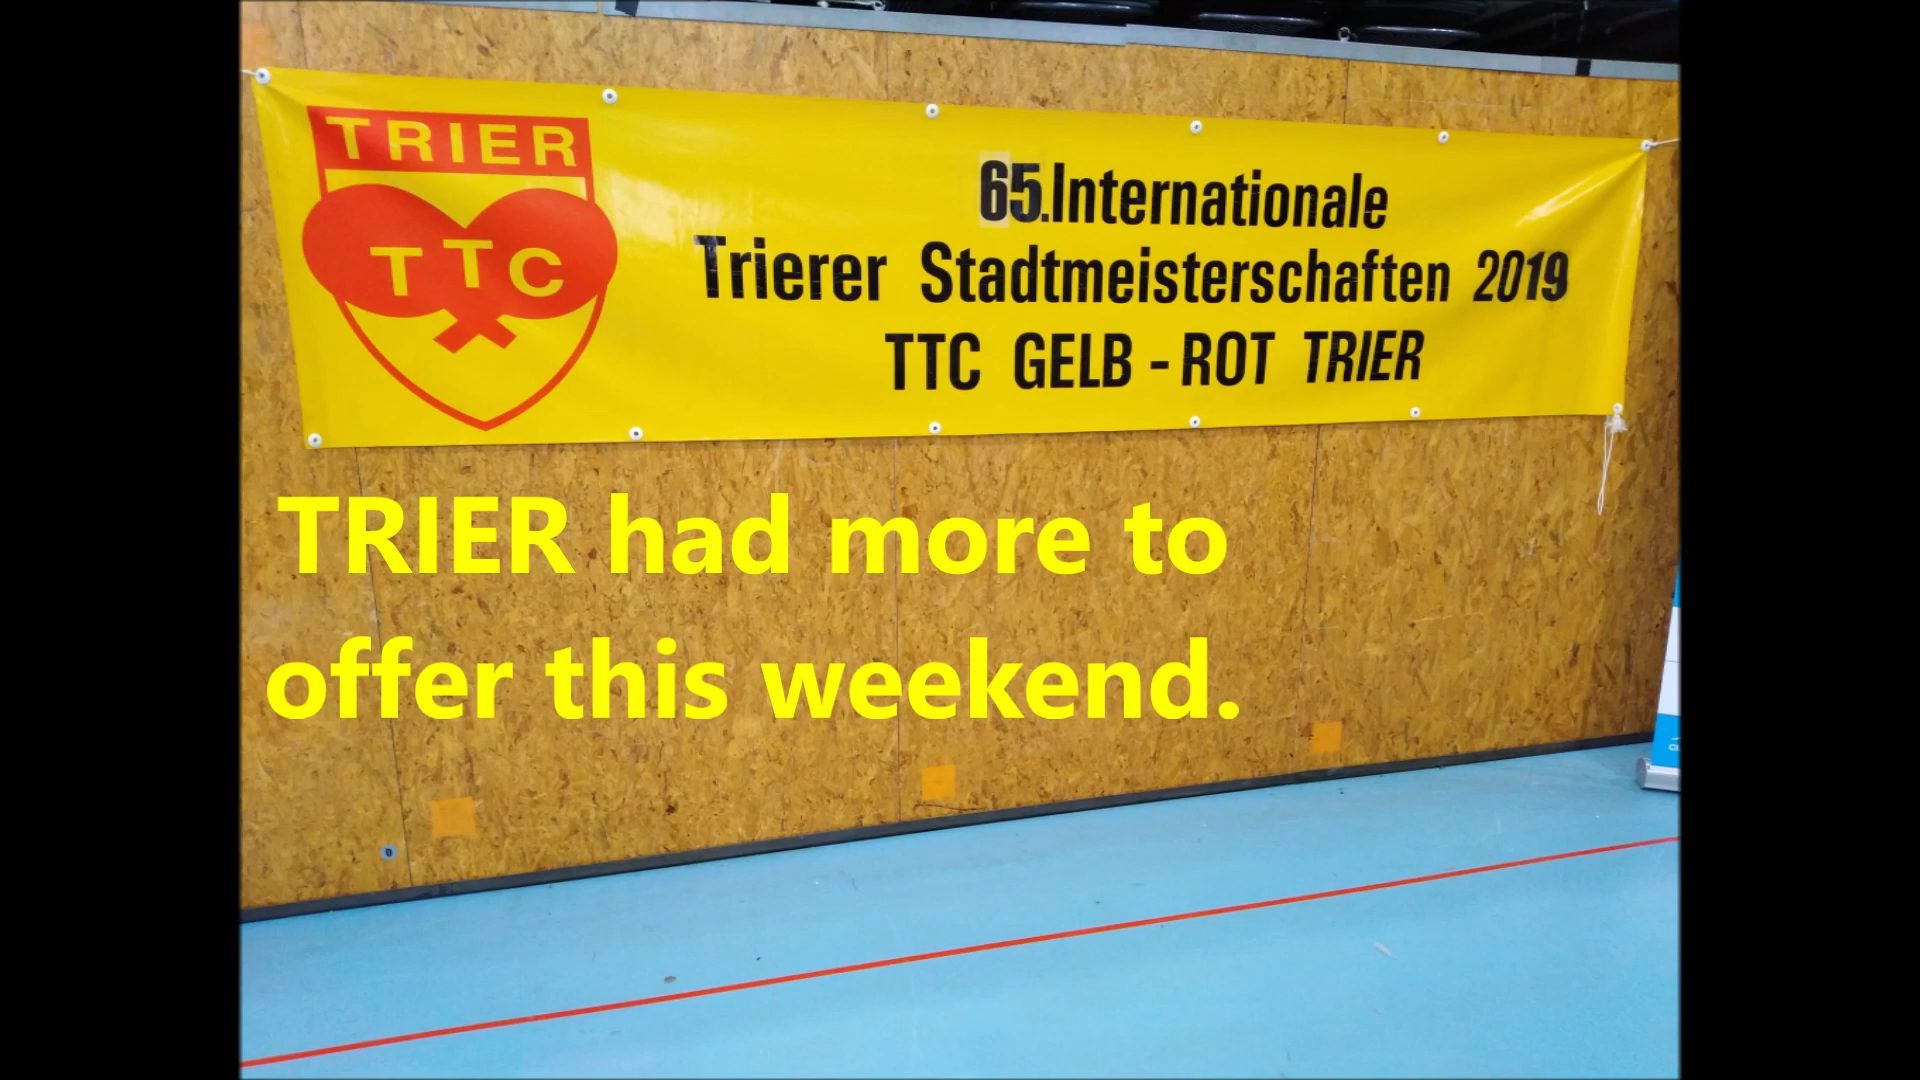 TRIER
TTC
65.Internationale
Trierer Stadtmeisterschaften 2019
TTC GELB - ROT TRIER
TRIER had more to
offer this weekend.